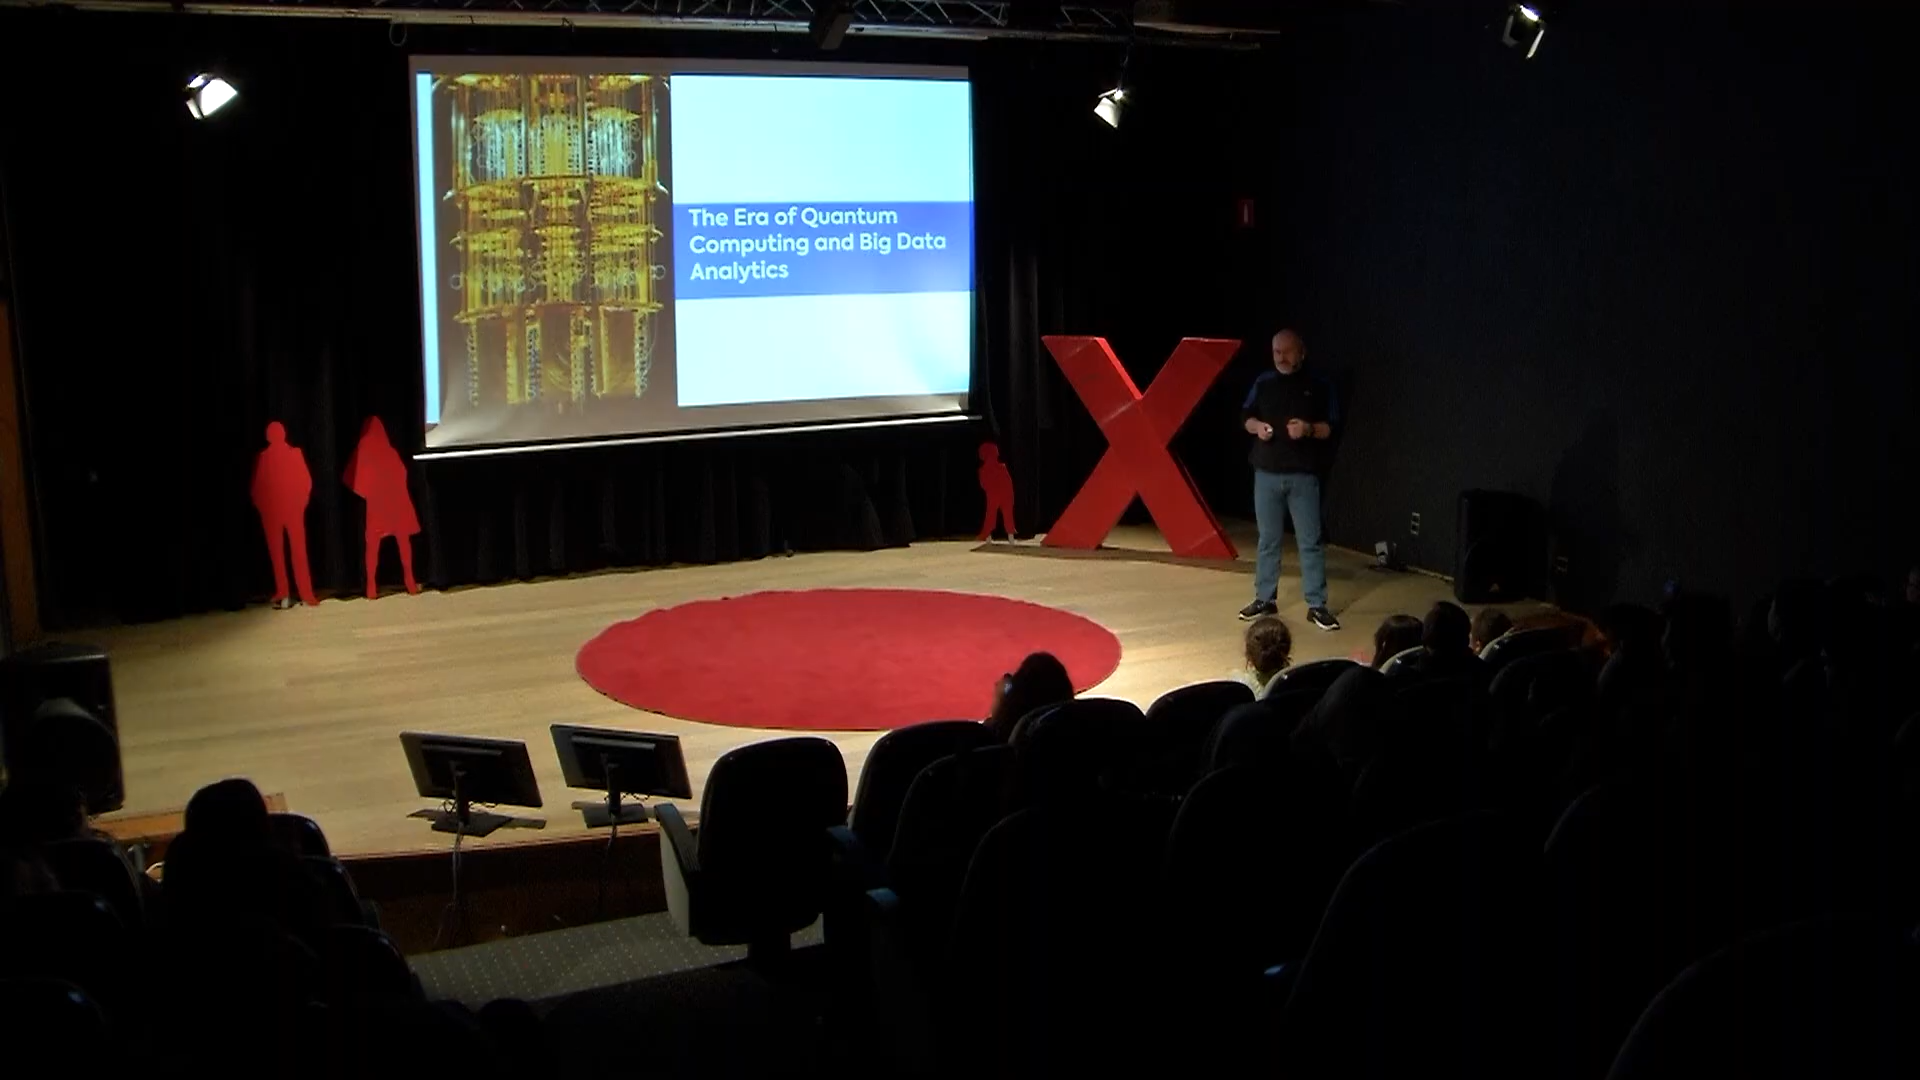 The Era of Quantum
Computing and Big Data
Analytics
X